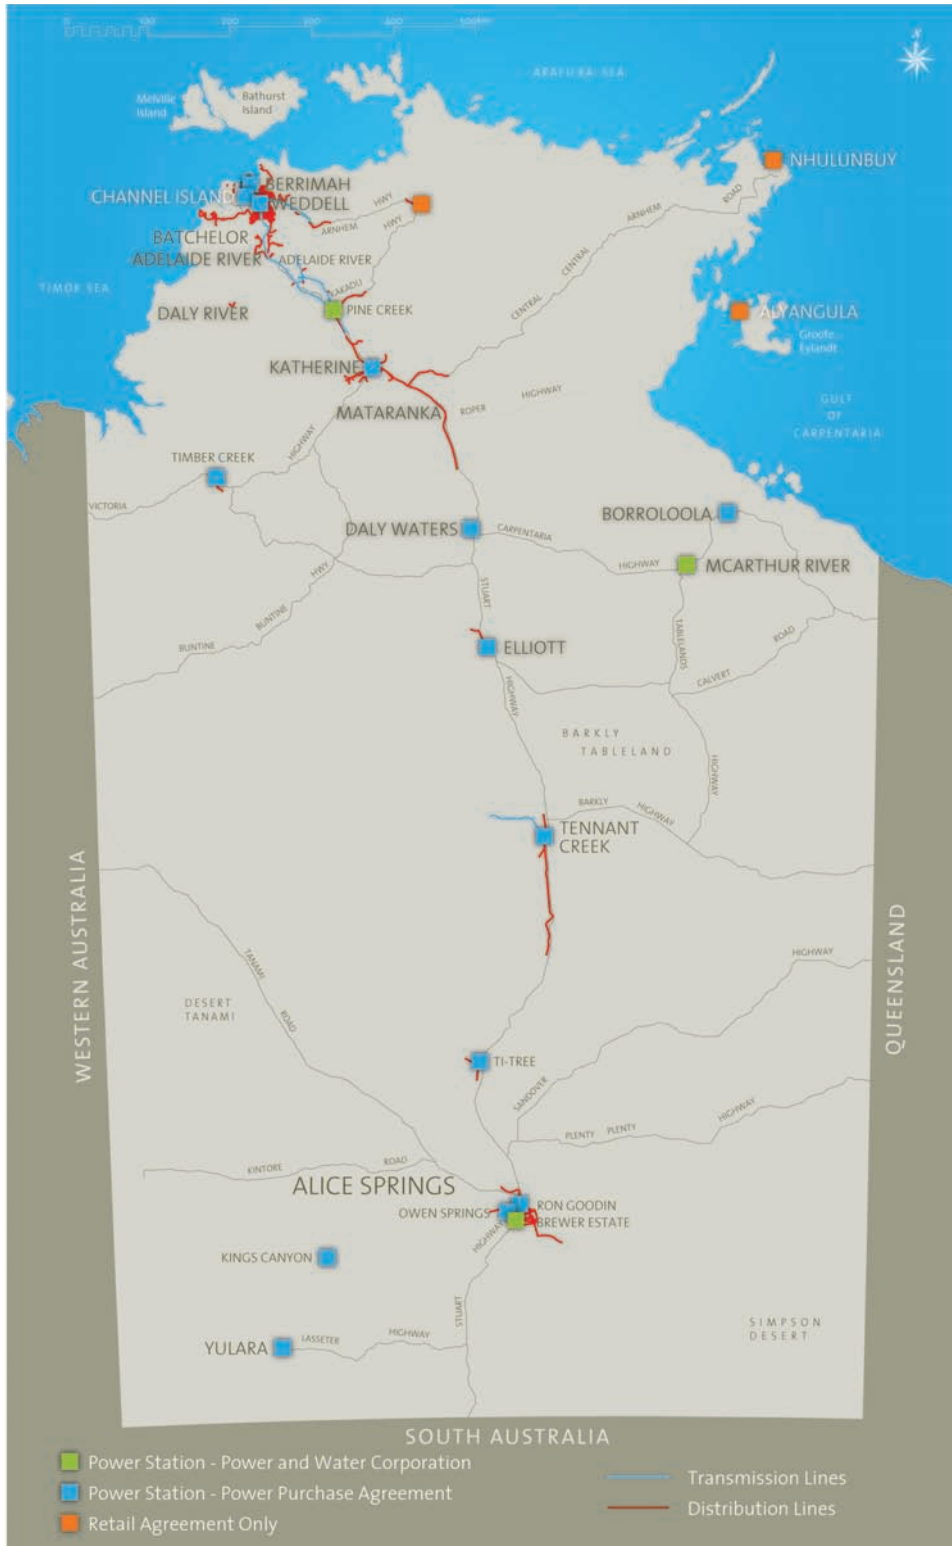 0 100 200 300 400
ARAFURA SEA
N
Melville
Island
Bathurst
Island
NHULUNBUY
BERRIMAH
CHANNEL ISLAND
WEDDELL
HWY
HWY
ARNHEM
ROAD
ARNHEM
CENTRAL
CENTRAL
BATCHELOR
ADELAIDE RIVER
ADELAIDE RIVER
KAKADU
TIMOR SEA
DALY RIVER
PINE CREEK
ALYANGULA
Groote
Eylandt
KATHERINE
MATARANKA
ROPER
HIGHWAY
GULF
OF
CARPENTARIA
HIGHWAY
TIMBER CREEK
VICTORIA
DALY WATERS
CARPENTARIA
HIGHWAY
BORROLOOLA
MCARTHUR RIVER
HWY
BUNTINE
BUNTINE
STUART
ELLIOTT
HIGHWAY
TABLELANDS
ROAD
CALVERT
BARKLY
TABLELAND
HIGHWAY
BARKLY
HIGHWAY
TENNANT
CREEK
WESTERN AUSTRALIA
QUEENSLAND
TANAMI
ROAD
DESERT
TANAMI
HIGHWAY
TI-TREE
SANDOVER
HIGHWAY
PLENTY PLENTY
KINTORE
ROAD
ALICE SPRINGS
OWEN SPRINGS
RON GOODIN
BREWER ESTATE
HIGHWAY
KINGS CANYON
STUART
YULARA
LASSETER
HIGHWAY
SIMPSON
DESERT
SOUTH AUSTRALIA
Power Station - Power and Water Corporation
Power Station - Power Purchase Agreement
Retail Agreement Only
Transmission Lines
Distribution Lines